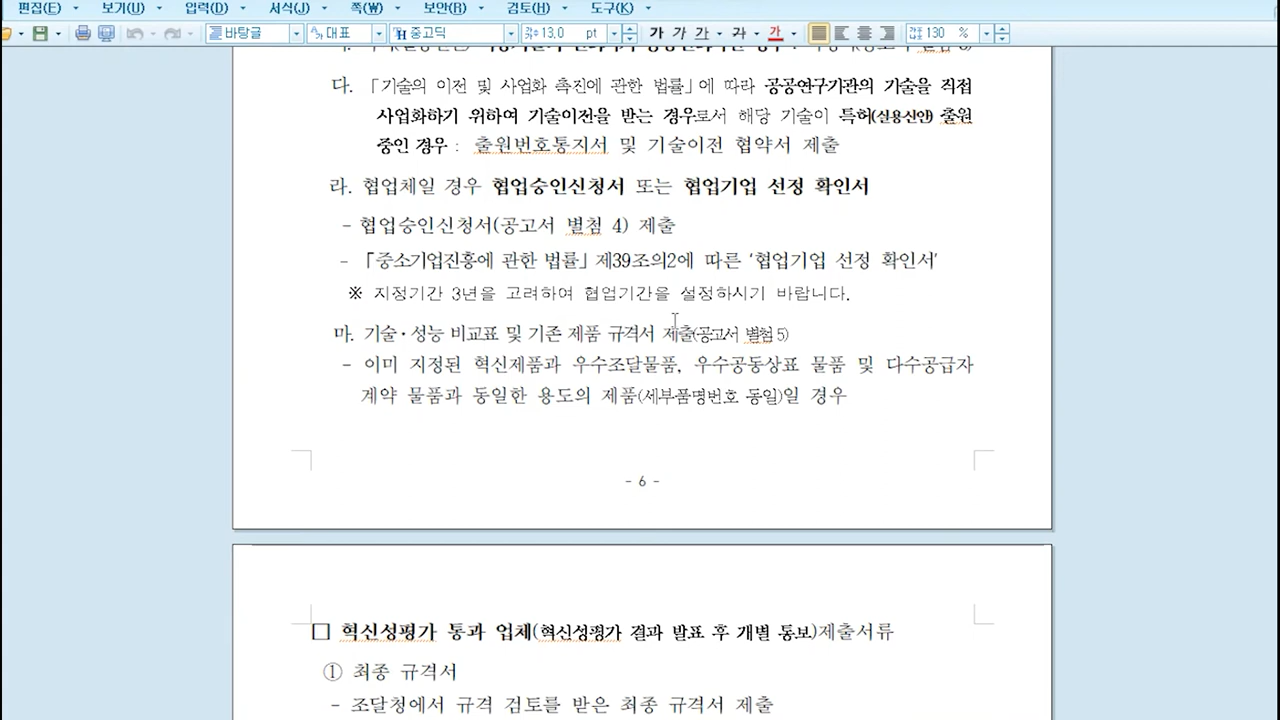 편집(E) 보기(U) 입력(D) 서식(J) 쪽(W) 보안(R) 검토(H) 도구(K)
바탕글 대표 중고딕 13,0 pt 가 가 가 가 가 130 %
다. 「기술의 이전 및 사업화 촉진에 관한 법률」에 따라 공공연구기관의 기술을 직접
사업화하기 위하여 기술이전을 받는 경우로서 해당 기술이 특허(실용신안) 출원
중인 경우 : 출원번호통지서 및 기술이전 협약서 제출
라. 협업체일 경우 협업승인신청서 또는 협업기업 선정 확인서
- 협업승인신청서(공고서 별첨 4) 제출
- 「중소기업진흥에 관한 법률」제39조의2에 따른 '협업기업 선정 확인서'
※ 지정기간 3년을 고려하여 협업기간을 설정하시기 바랍니다.
마. 기술·성능 비교표 및 기존 제품 규격서 제출(공고서 별첨 5)
- 이미 지정된 혁신제품과 우수조달물품, 우수공동상표 물품 및 다수공급자
계약 물품과 동일한 용도의 제품(세부품명번호 동일)일 경우
- 6 -
□ 혁신성평가 통과 업체(혁신성평가 결과 발표 후 개별 통보)제출서류
① 최종 규격서
- 조달청에서 규격 검토를 받은 최종 규격서 제출